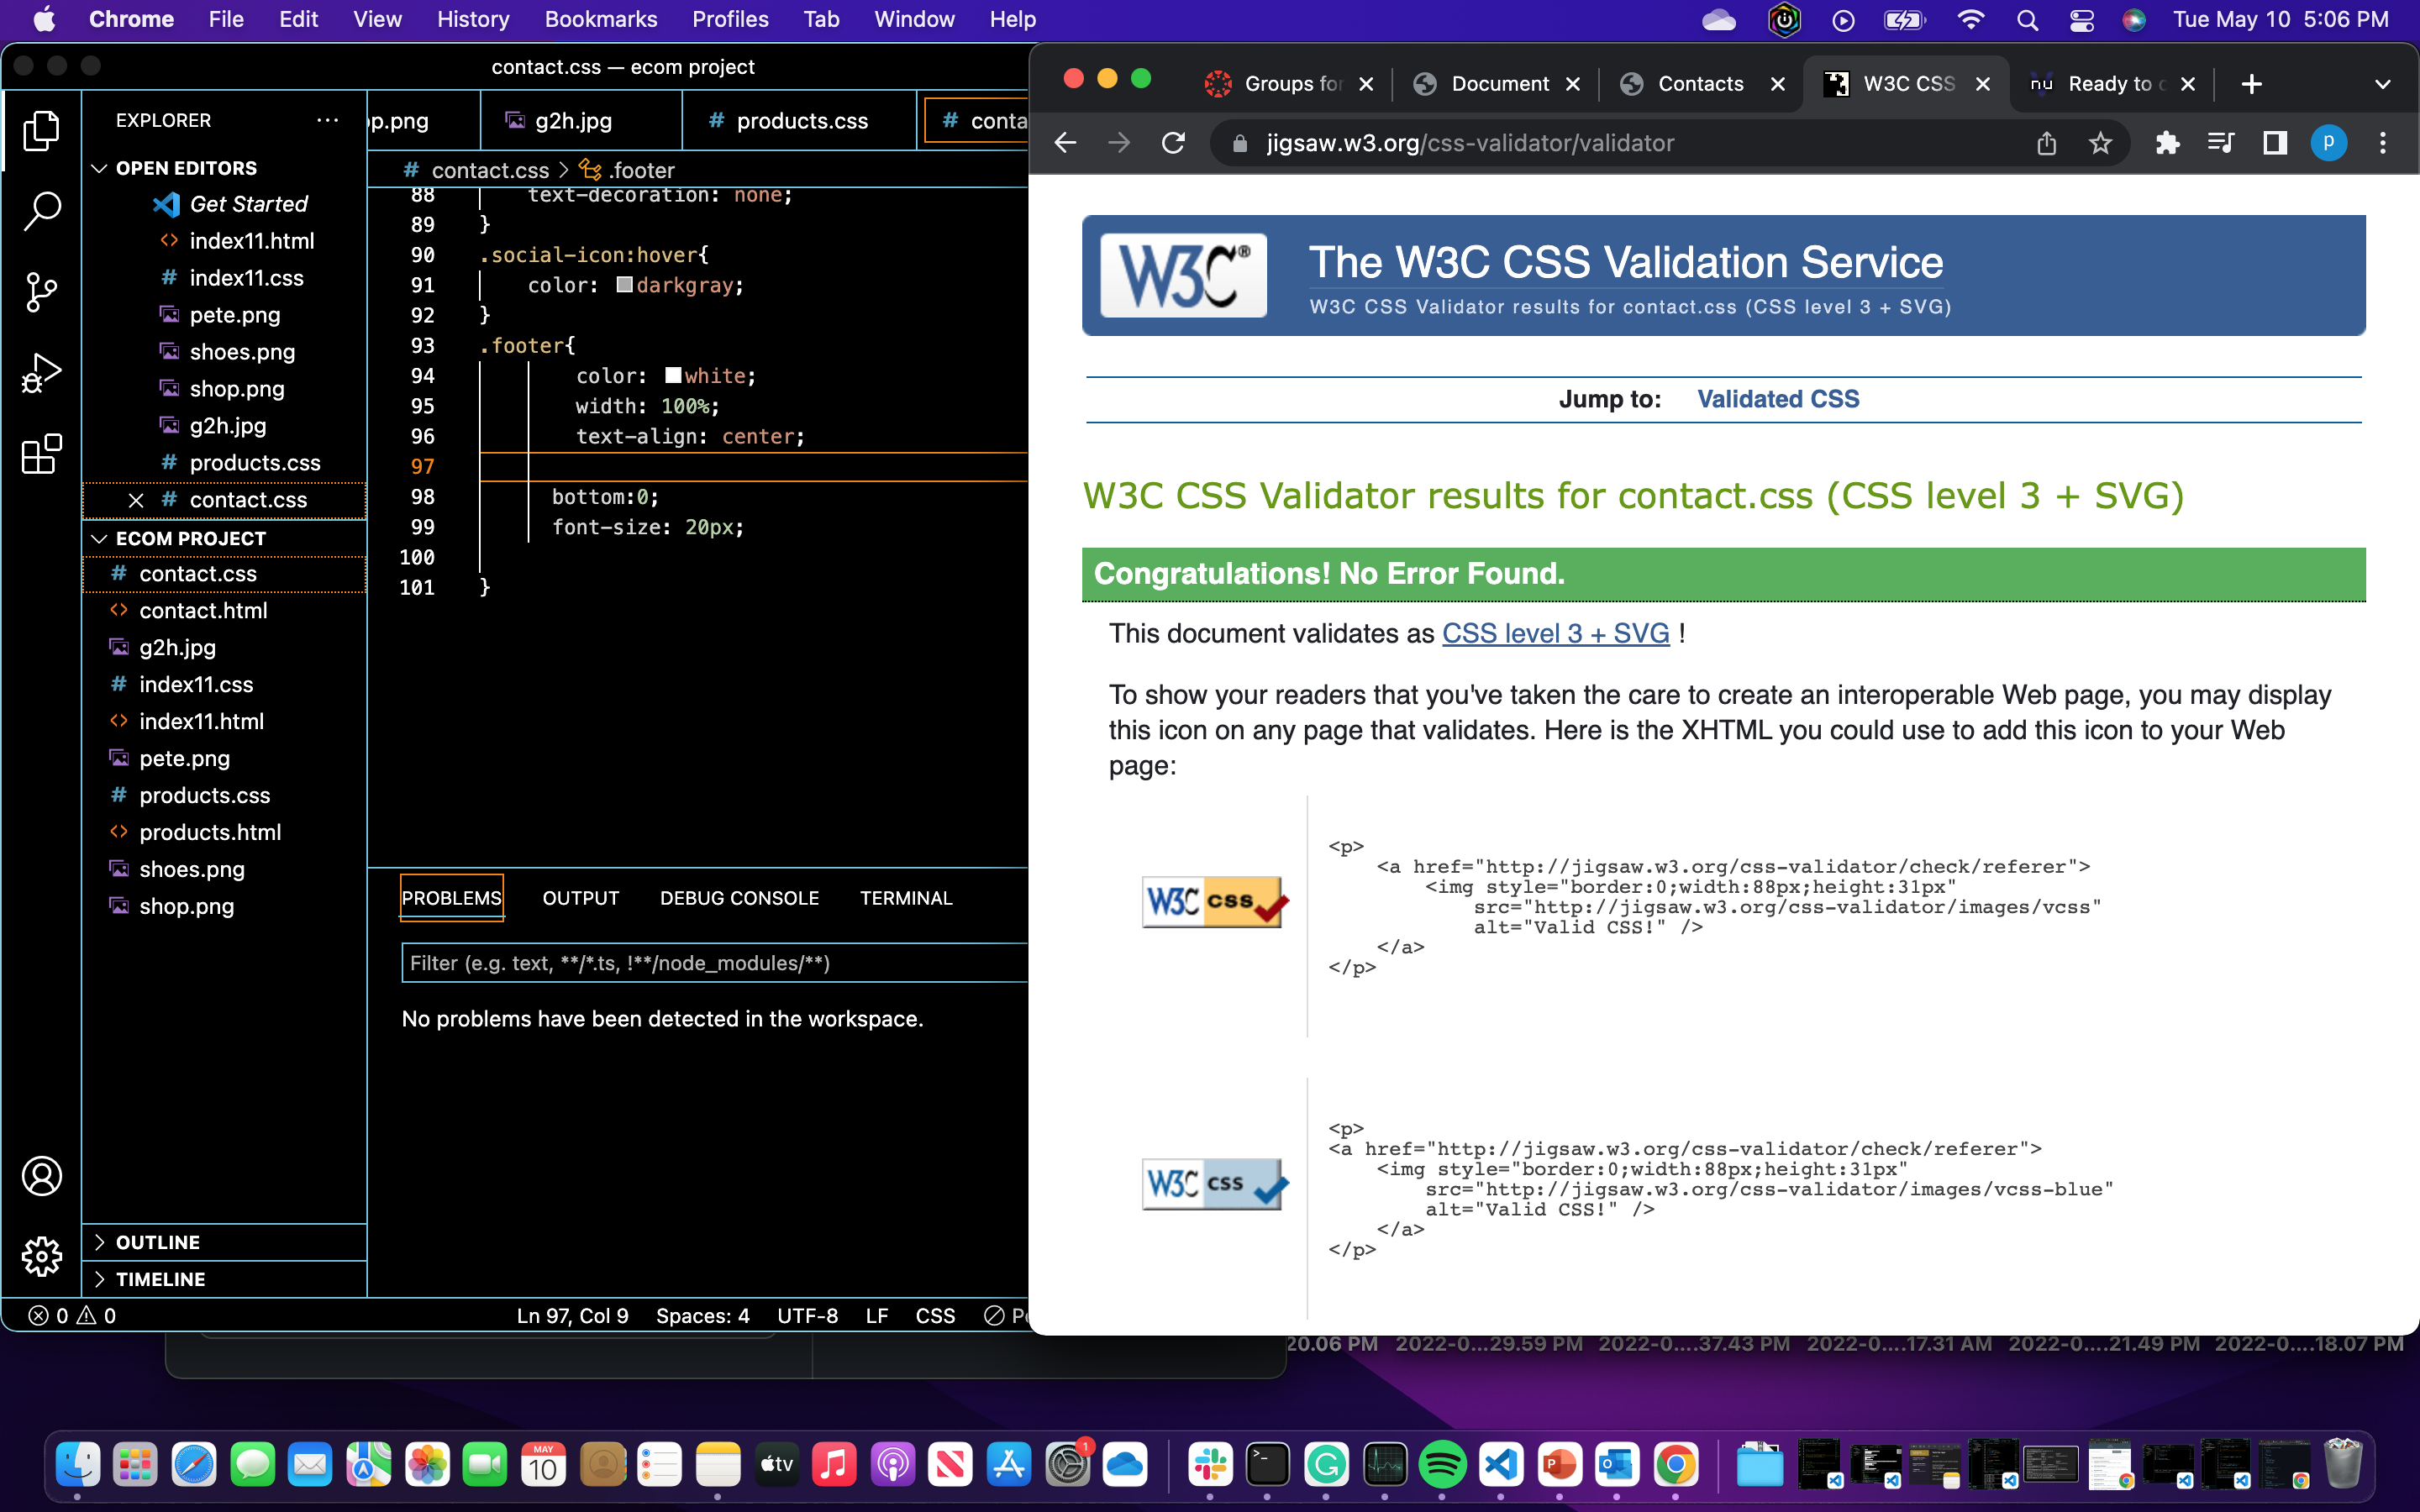 Chrome File Edit View History Bookmarks Profiles Tab Window Help Tue May 10 5:06 PM
contact.css — ecom project
EXPLORER
OPEN EDITORS
Get Started
index11.html
index11.css
pete.png
shoes.png
shop.png
g2h.jpg
# products.css
# contact.css
ECOM PROJECT
# contact.css
<> contact.html
g2h.jpg
# index11.css
<> index11.html
pete.png
# products.css
<> products.html
shoes.png
shop.png
OUTLINE
TIMELINE
op.png g2h.jpg # products.css # conta
# contact.css > .footer
88 text-decoration: none;
89 }
90 .social-icon:hover{
91 color: darkgray;
92 }
93 .footer{
94 color: white;
95 width: 100%;
96 text-align: center;
97
98 bottom:0;
99 font-size: 20px;
100
101 }
PROBLEMS OUTPUT DEBUG CONSOLE TERMINAL
Filter (e.g. text, **/*.ts, !**/node_modules/**)
No problems have been detected in the workspace.
0 0 Ln 97, Col 9 Spaces: 4 UTF-8 LF CSS
Groups for Document Contacts W3C CSS Ready to
jigsaw.w3.org/css-validator/validator
W3C®
The W3C CSS Validation Service
W3C CSS Validator results for contact.css (CSS level 3 + SVG)
Jump to: Validated CSS
W3C CSS Validator results for contact.css (CSS level 3 + SVG)
Congratulations! No Error Found.
This document validates as CSS level 3 + SVG !
To show your readers that you've taken the care to create an interoperable Web page, you may display
this icon on any page that validates. Here is the XHTML you could use to add this icon to your Web
page:
W3C css
<p>
<a href="http://jigsaw.w3.org/css-validator/check/referer">
<img style="border:0;width:88px;height:31px"
src="http://jigsaw.w3.org/css-validator/images/vcss"
alt="Valid CSS!" />
</a>
</p>
W3C css
<p>
<a href="http://jigsaw.w3.org/css-validator/check/referer">
<img style="border:0;width:88px;height:31px"
src="http://jigsaw.w3.org/css-validator/images/vcss-blue"
alt="Valid CSS!" />
</a>
</p>
20.06 PM 2022-0...29.59 PM 2022-0....37.43 PM 2022-0....17.31 AM 2022-0....21.49 PM 2022-0....18.07 PM
MAY
10
tv
1